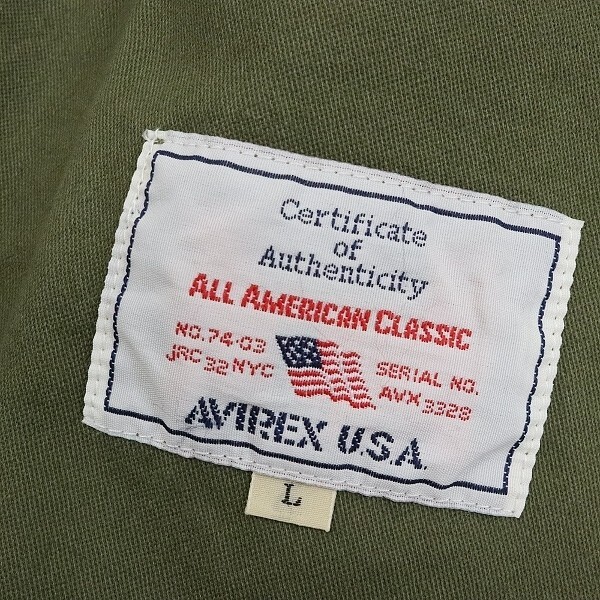 Certificate
of
Authenticity
ALL AMERICAN CLASSIC
NO.74-03
JRC 32 NYC
SERIAL NO.
AVX 3328
AVIREX U.S.A.
L